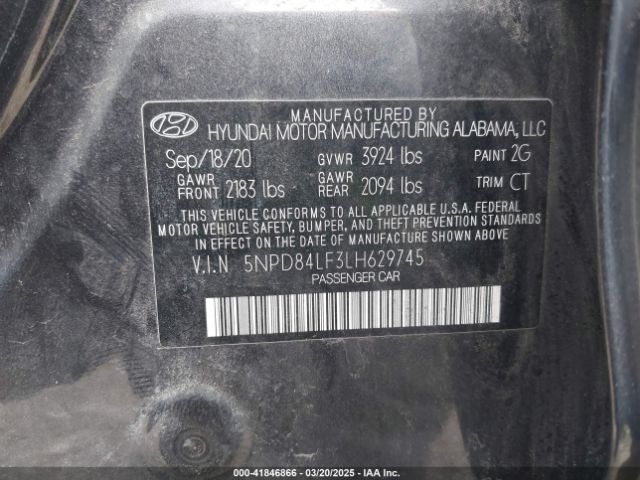 MANUFACTURED BY
HYUNDAI MOTOR MANUFACTURING ALABAMA, LLC
Sep/18/20 GVWR 3924 lbs PAINT 2G
GAWR FRONT 2183 lbs GAWR REAR 2094 lbs TRIM CT
THIS VEHICLE CONFORMS TO ALL APPLICABLE U.S.A. FEDERAL
MOTOR VEHICLE SAFETY, BUMPER, AND THEFT PREVENTION STANDARDS
IN EFFECT ON THE DATE OF MANUFACTURE SHOWN ABOVE.
V.I.N 5NPD84LF3LH629745
PASSENGER CAR
000-41846866 — 03/20/2025 — IAA Inc.